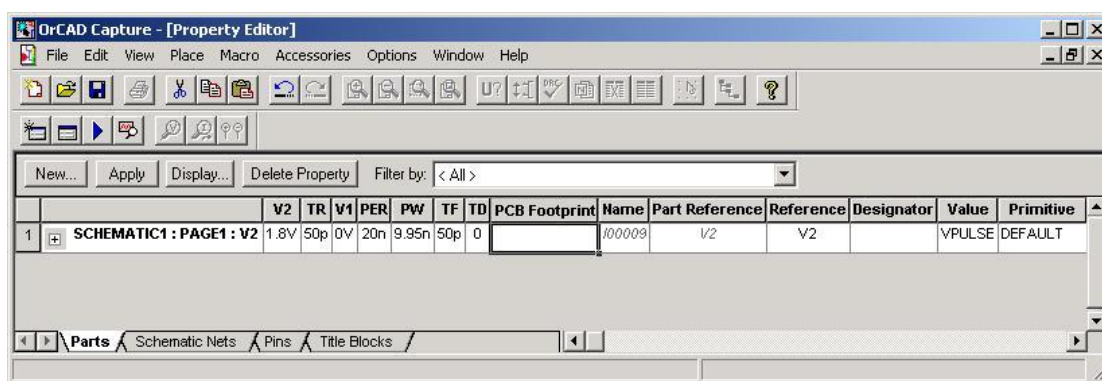 OrCAD Capture - [Property Editor]
File Edit View Place Macro Accessories Options Window Help
U? DRC
New... Apply Display... Delete Property Filter by: < All >
V2 TR V1 PER PW TF TD PCB Footprint Name Part Reference Reference Designator Value Primitive
1 SCHEMATIC1 : PAGE1 : V2 1.8V 50p 0V 20n 9.95n 50p 0 I00009 V2 V2 VPULSE DEFAULT
Parts Schematic Nets Pins Title Blocks